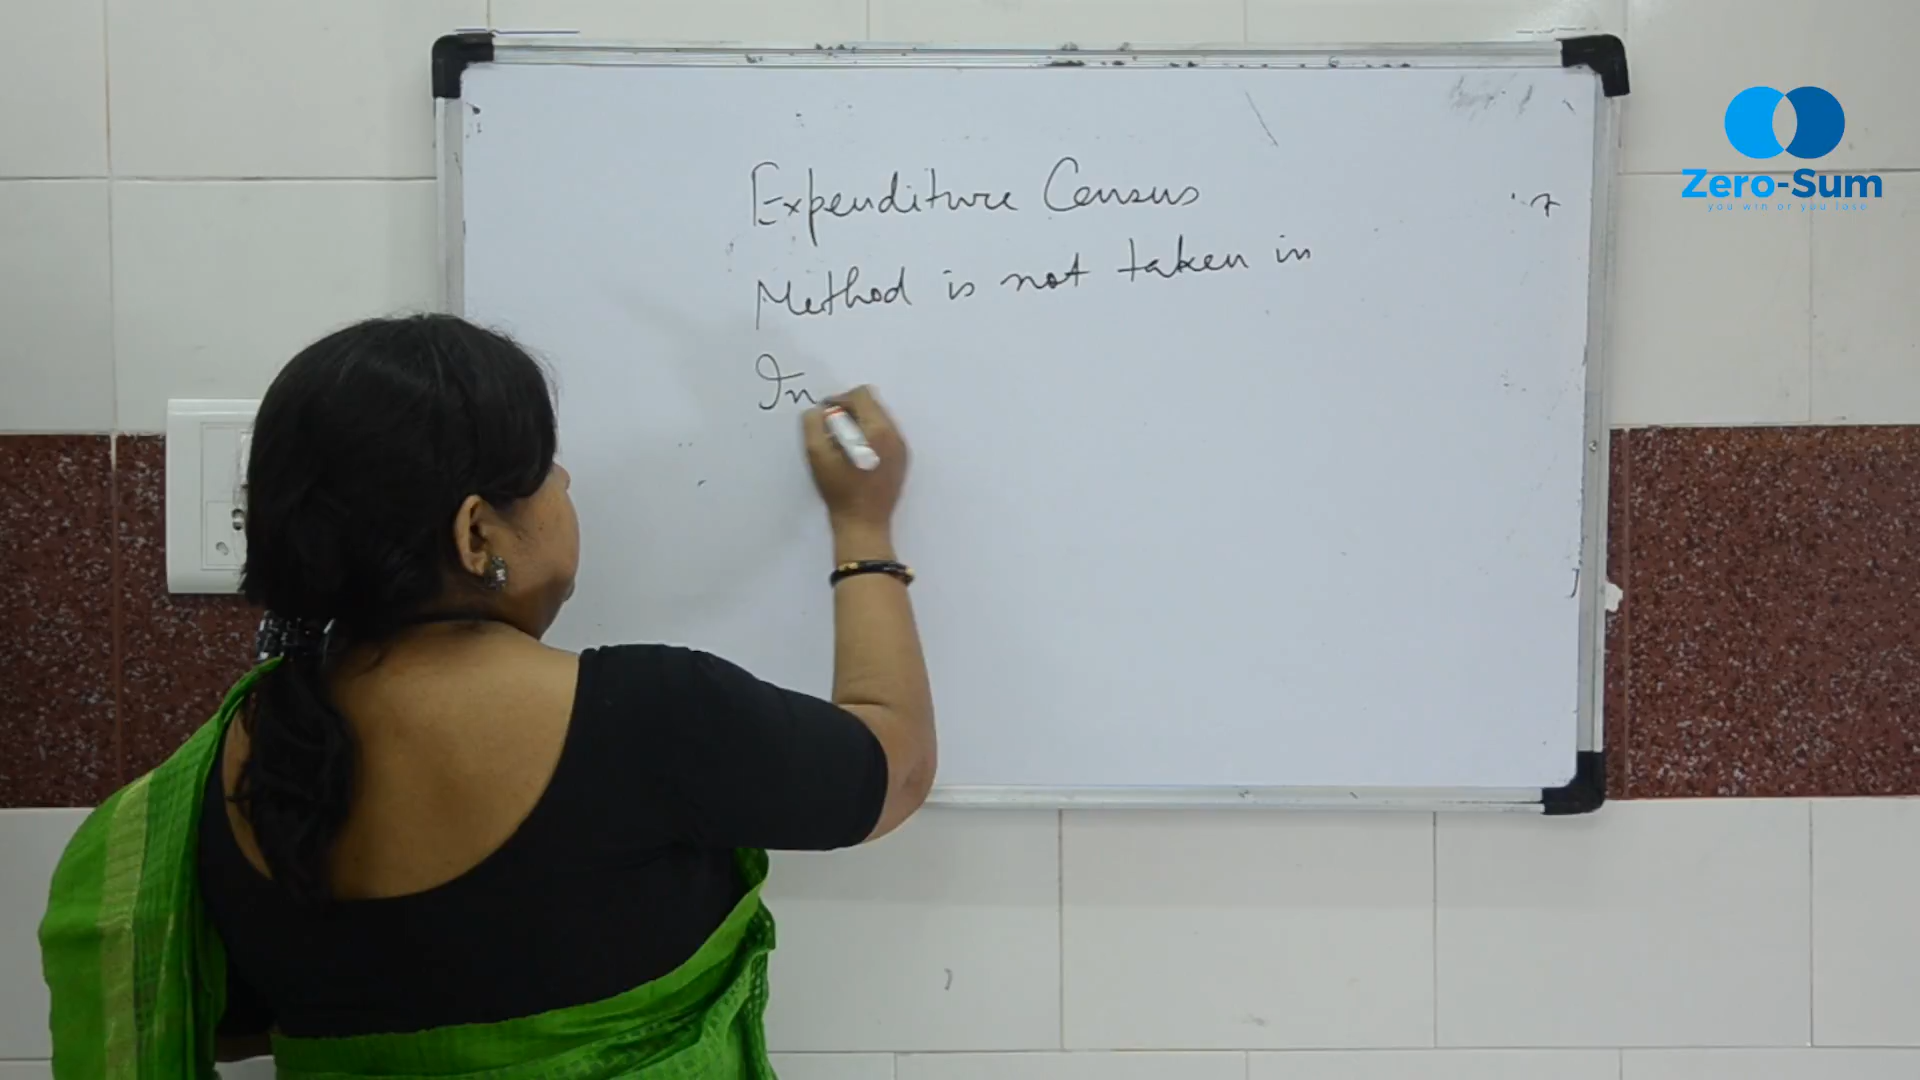 Expenditure Census
Method is not taken in
In
Zero-Sum
you win or you lose